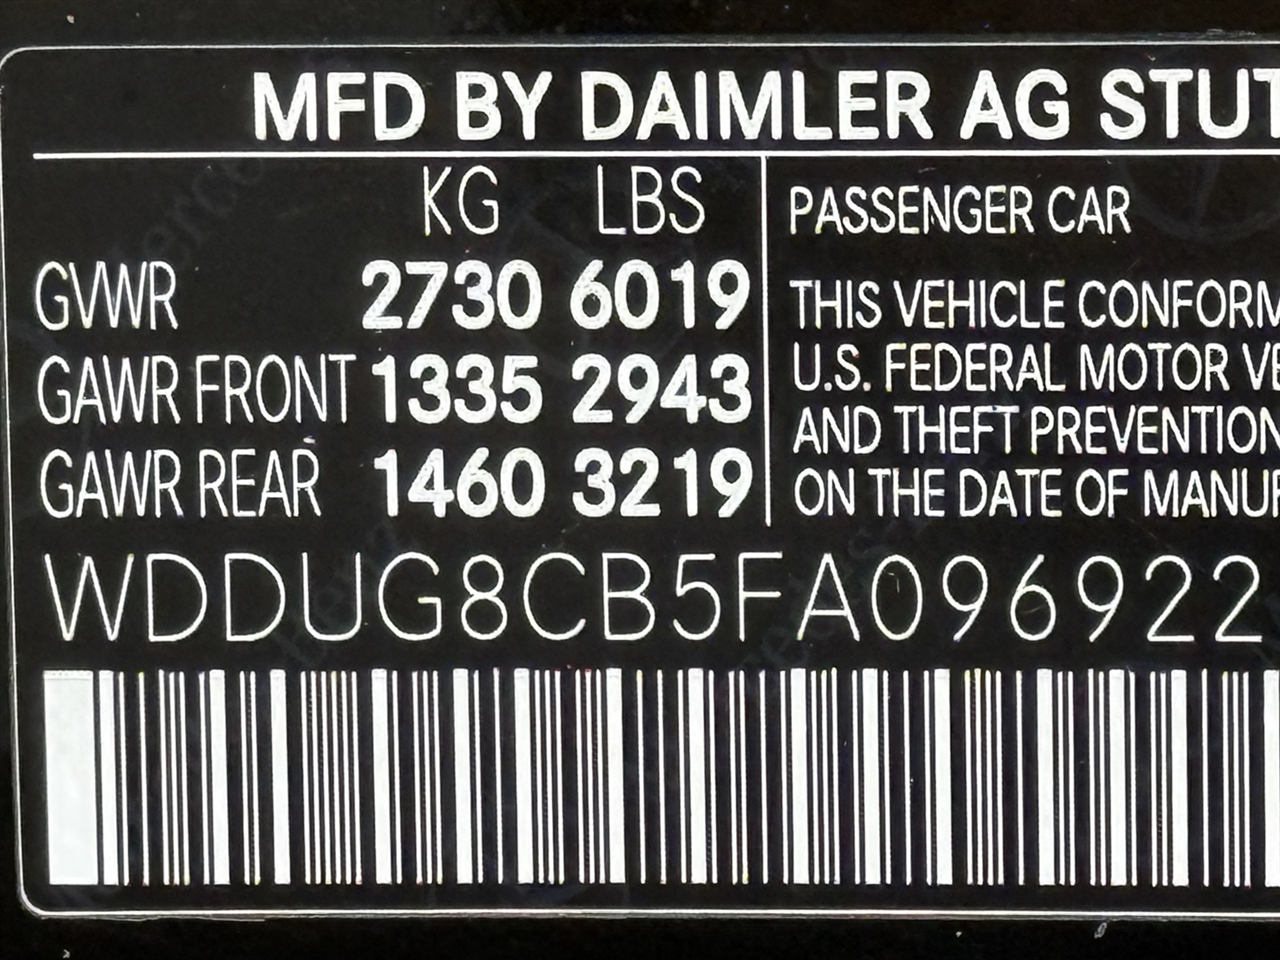 MFD BY DAIMLER AG STUT
KG LBS
GVWR 2730 6019
GAWR FRONT 1335 2943
GAWR REAR 1460 3219
PASSENGER CAR
THIS VEHICLE CONFORM
U.S. FEDERAL MOTOR VE
AND THEFT PREVENTION
ON THE DATE OF MANUF
WDDUG8CB5FA096922